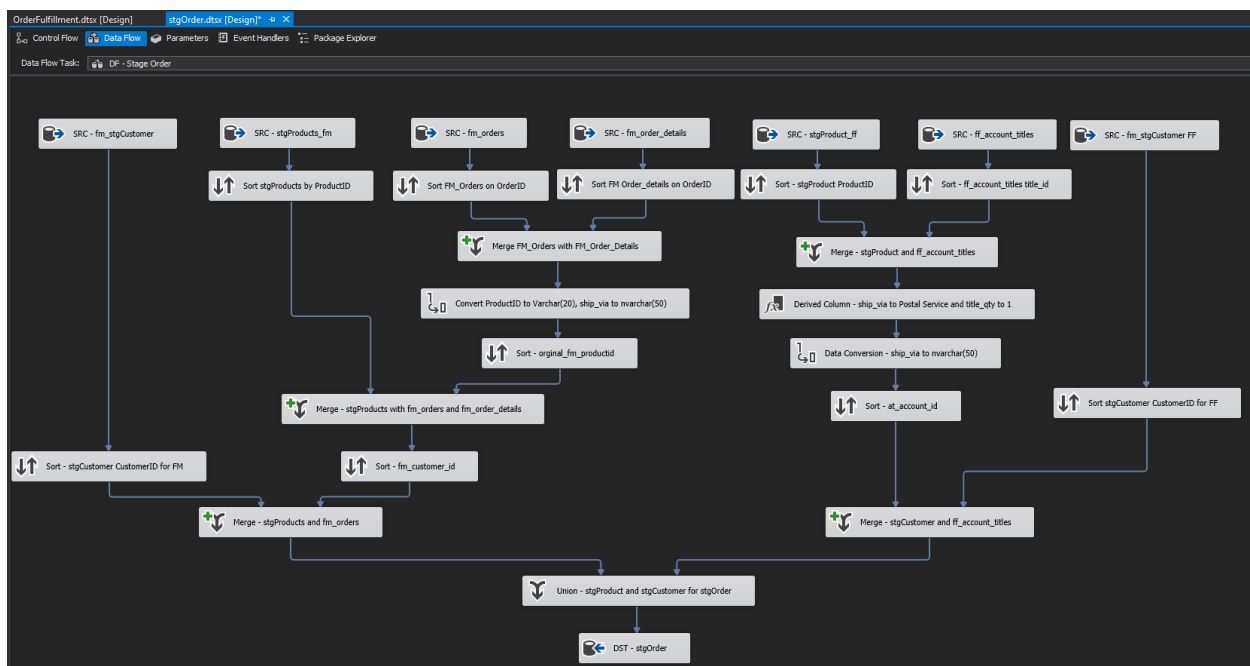 OrderFulfillment.dtsx [Design]
stgOrder.dtsx [Design]*
Control Flow
Data Flow
Parameters
Event Handlers
Package Explorer
Data Flow Task:
DF - Stage Order
SRC - fm_stgCustomer
SRC - stgProducts_fm
SRC - fm_orders
SRC - fm_order_details
SRC - stgProduct_ff
SRC - ff_account_titles
SRC - fm_stgCustomer FF
Sort stgProducts by ProductID
Sort FM_Orders on OrderID
Sort FM Order_details on OrderID
Sort - stgProduct ProductID
Sort - ff_account_titles title_id
Merge FM_Orders with FM_Order_Details
Merge - stgProduct and ff_account_titles
Convert ProductID to Varchar(20), ship_via to nvarchar(50)
Derived Column - ship_via to Postal Service and title_qty to 1
Sort - orginal_fm_productid
Data Conversion - ship_via to nvarchar(50)
Merge - stgProducts with fm_orders and fm_order_details
Sort - at_account_id
Sort stgCustomer CustomerID for FF
Sort - stgCustomer CustomerID for FM
Sort - fm_customer_id
Merge - stgProducts and fm_orders
Merge - stgCustomer and ff_account_titles
Union - stgProduct and stgCustomer for stgOrder
DST - stgOrder